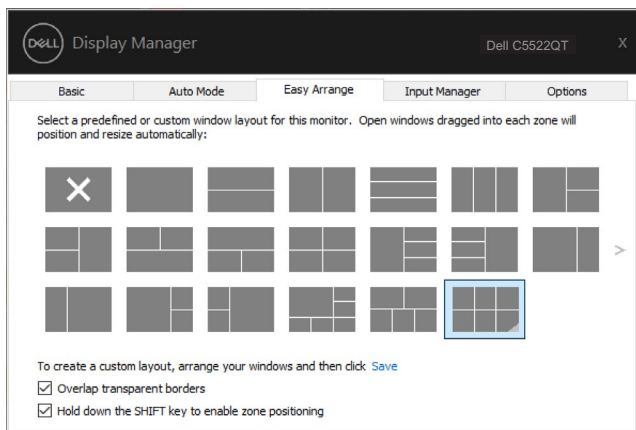 DELL Display Manager Dell C5522QT X
Basic Auto Mode Easy Arrange Input Manager Options
Select a predefined or custom window layout for this monitor. Open windows dragged into each zone will
position and resize automatically:
>
To create a custom layout, arrange your windows and then click Save
Overlap transparent borders
Hold down the SHIFT key to enable zone positioning